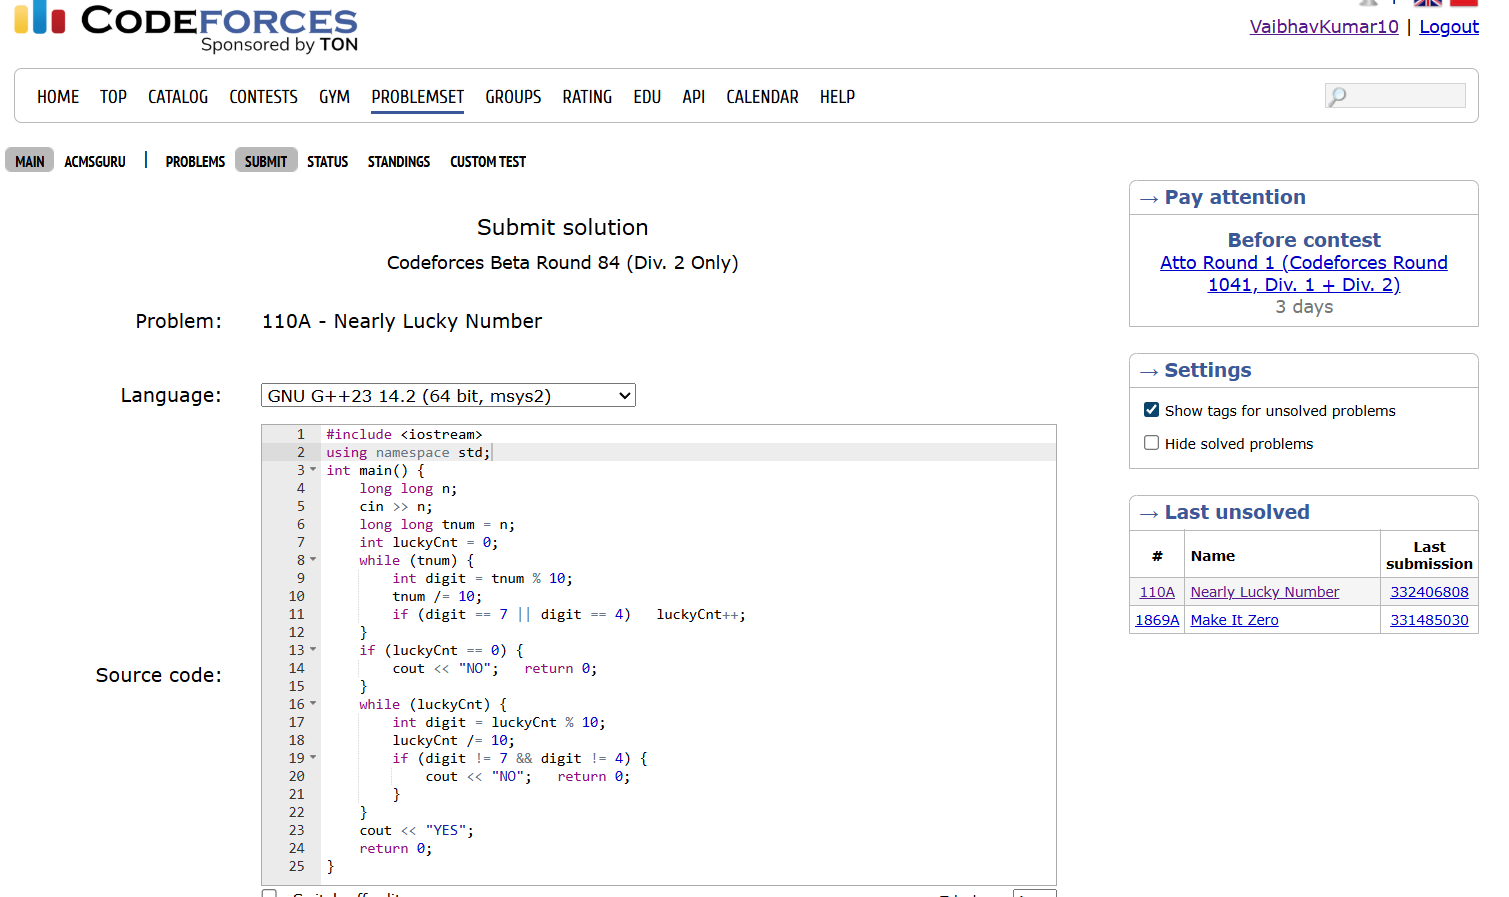 CODEFORCES
Sponsored by TON
VaibhavKumar10 | Logout
HOME TOP CATALOG CONTESTS GYM PROBLEMSET GROUPS RATING EDU API CALENDAR HELP
MAIN ACMSGURU | PROBLEMS SUBMIT STATUS STANDINGS CUSTOM TEST
Submit solution
Codeforces Beta Round 84 (Div. 2 Only)
Problem: 110A - Nearly Lucky Number
Language: GNU G++23 14.2 (64 bit, msys2)
Source code:
1 #include <iostream>
2 using namespace std;
3 int main() {
4 long long n;
5 cin >> n;
6 long long tnum = n;
7 int luckyCnt = 0;
8 while (tnum) {
9 int digit = tnum % 10;
10 tnum /= 10;
11 if (digit == 7 || digit == 4) luckyCnt++;
12 }
13 if (luckyCnt == 0) {
14 cout << "NO"; return 0;
15 }
16 while (luckyCnt) {
17 int digit = luckyCnt % 10;
18 luckyCnt /= 10;
19 if (digit != 7 && digit != 4) {
20 cout << "NO"; return 0;
21 }
22 }
23 cout << "YES";
24 return 0;
25 }
→ Pay attention
Before contest
Atto Round 1 (Codeforces Round
1041, Div. 1 + Div. 2)
3 days
→ Settings
Show tags for unsolved problems
Hide solved problems
→ Last unsolved
# Name Last
submission
110A Nearly Lucky Number 332406808
1869A Make It Zero 331485030